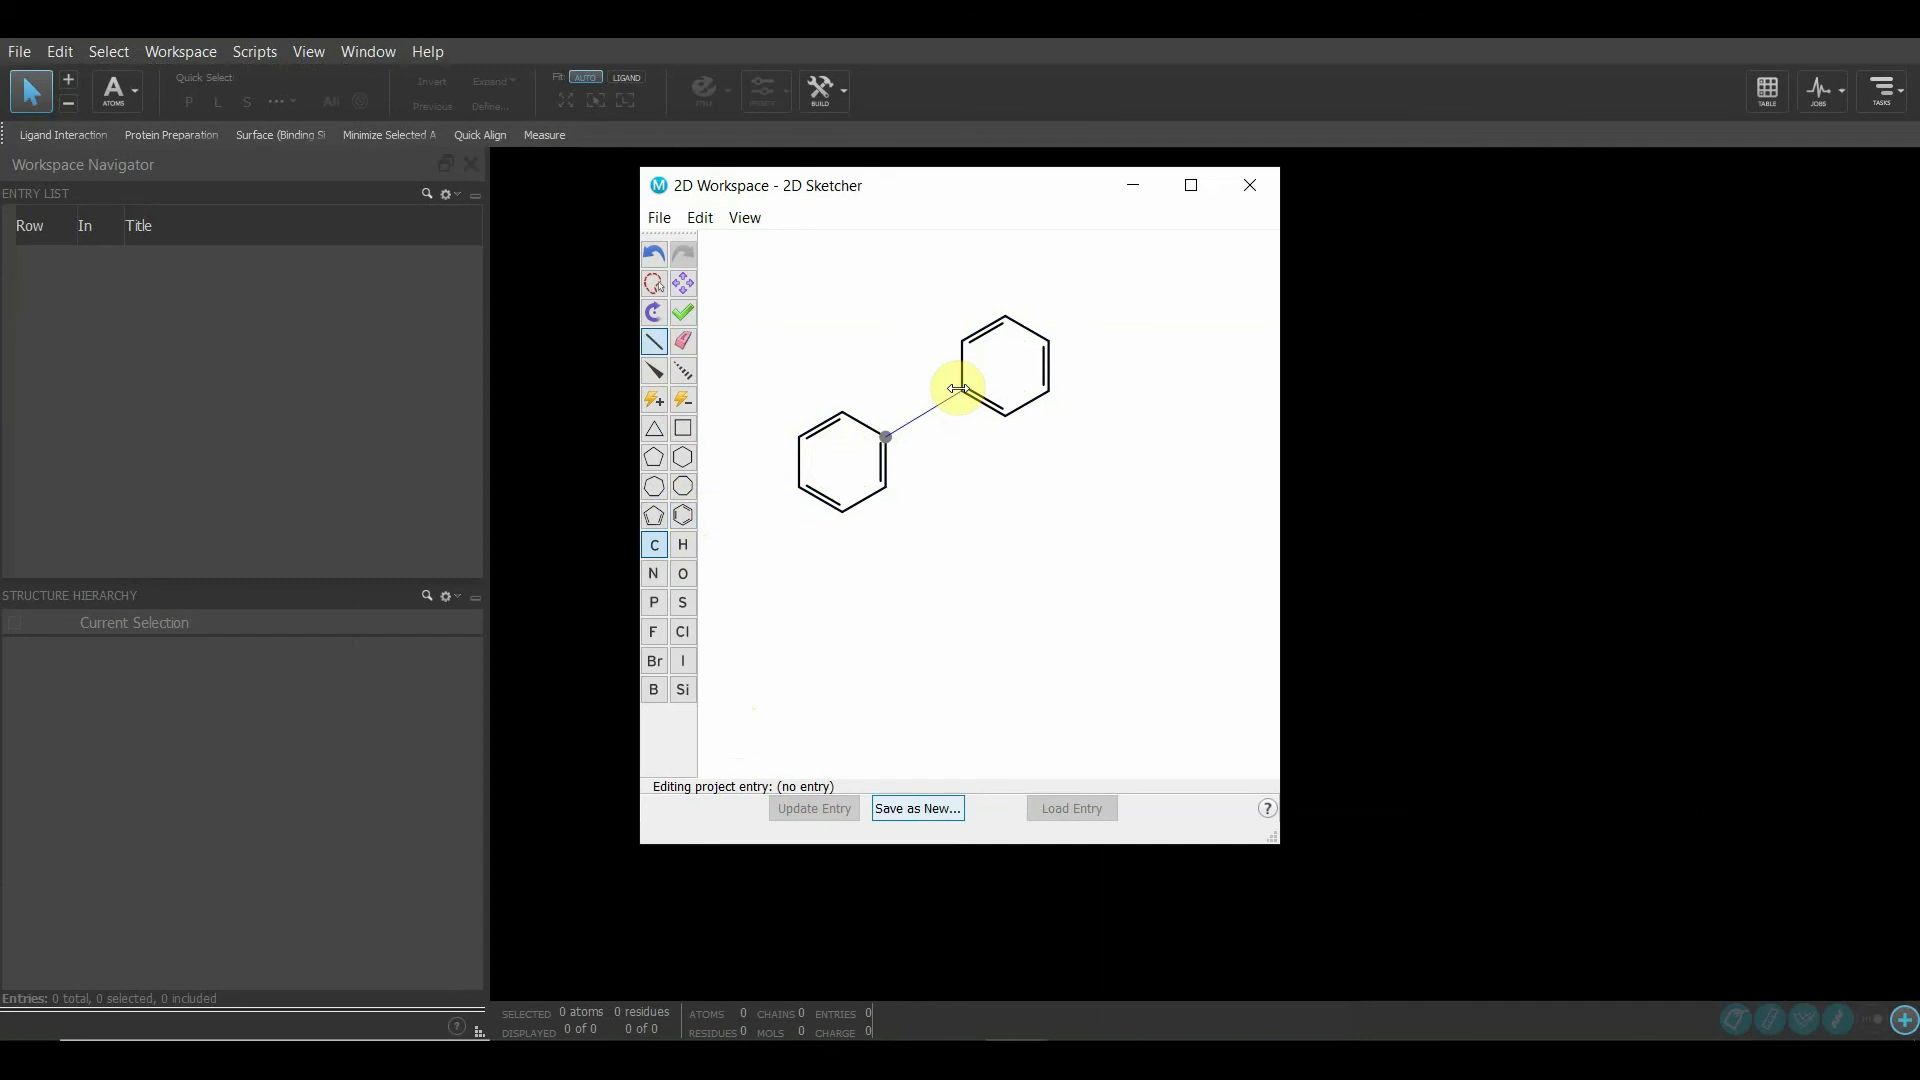 File Edit Select Workspace Scripts View Window Help
Quick Select:
P L S ... All
A
ATOMS
Invert Expand
Previous Define...
Fit: AUTO LIGAND
STYLE
PRESETS
BUILD
TABLE
JOBS
TASKS
Ligand Interaction Protein Preparation Surface (Binding Si Minimize Selected A Quick Align Measure
Workspace Navigator
ENTRY LIST
Row In Title
STRUCTURE HIERARCHY
Current Selection
Entries: 0 total, 0 selected, 0 included
M 2D Workspace - 2D Sketcher
File Edit View
C H
N O
P S
F Cl
Br I
B Si
Editing project entry: (no entry)
Update Entry Save as New... Load Entry ?
SELECTED 0 atoms 0 residues ATOMS 0 CHAINS 0 ENTRIES 0
DISPLAYED 0 of 0 0 of 0 RESIDUES 0 MOLS 0 CHARGE 0